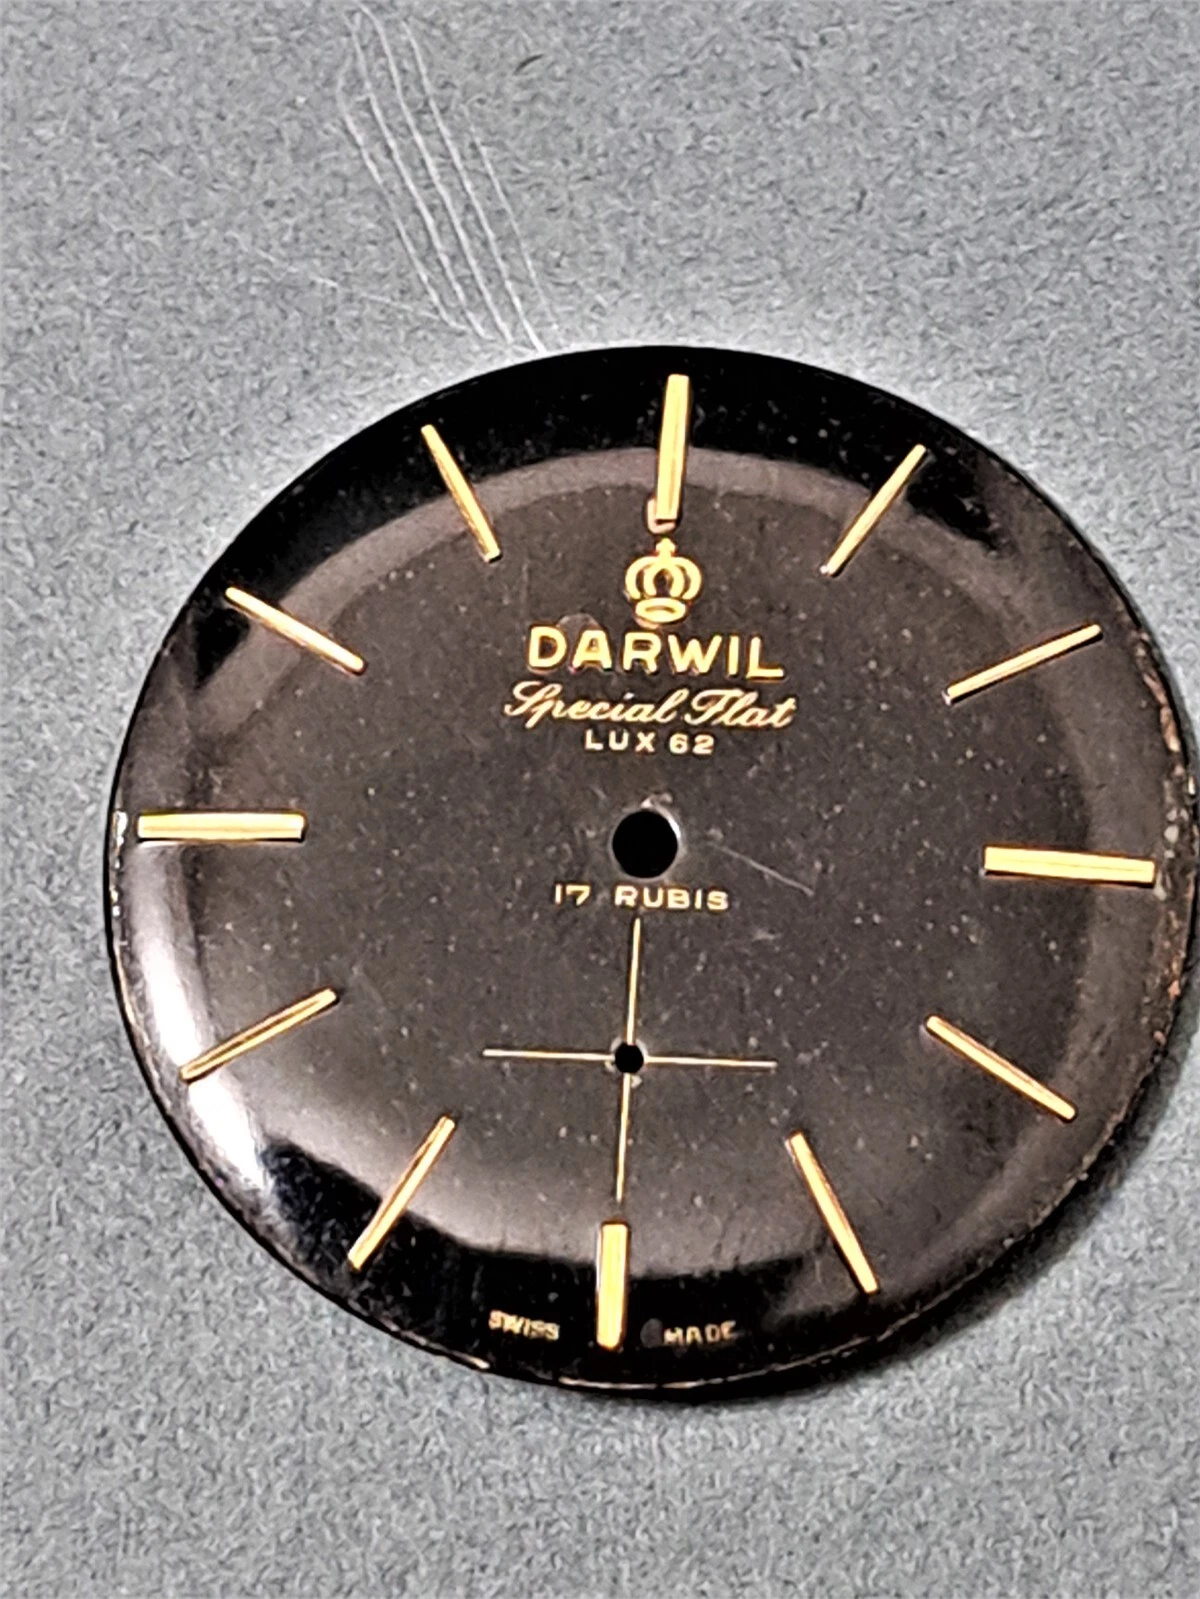 DARWIL
Special Flat
LUX 62
17 RUBIS
SWISS MADE